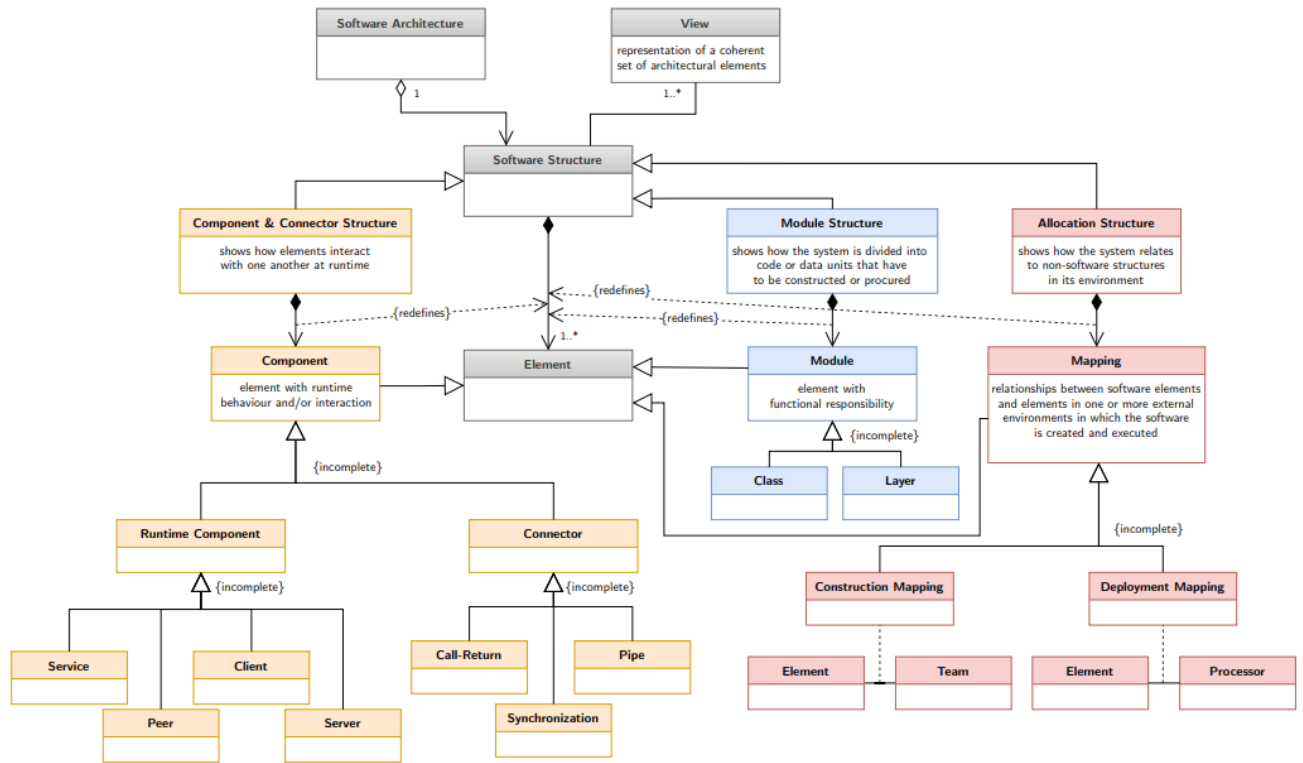 Software Architecture
View
representation of a coherent
set of architectural elements
1
1..*
Software Structure
Component & Connector Structure
shows how elements interact
with one another at runtime
Module Structure
shows how the system is divided into
code or data units that have
to be constructed or procured
Allocation Structure
shows how the system relates
to non-software structures
in its environment
{redefines}
{redefines}
{redefines}
1..*
Component
element with runtime
behaviour and/or interaction
Element
Module
element with
functional responsibility
Mapping
relationships between software elements
and elements in one or more external
environments in which the software
is created and executed
{incomplete}
{incomplete}
Class
Layer
Runtime Component
Connector
{incomplete}
{incomplete}
{incomplete}
Construction Mapping
Deployment Mapping
Service
Client
Peer
Server
Call-Return
Pipe
Synchronization
Element
Team
Element
Processor